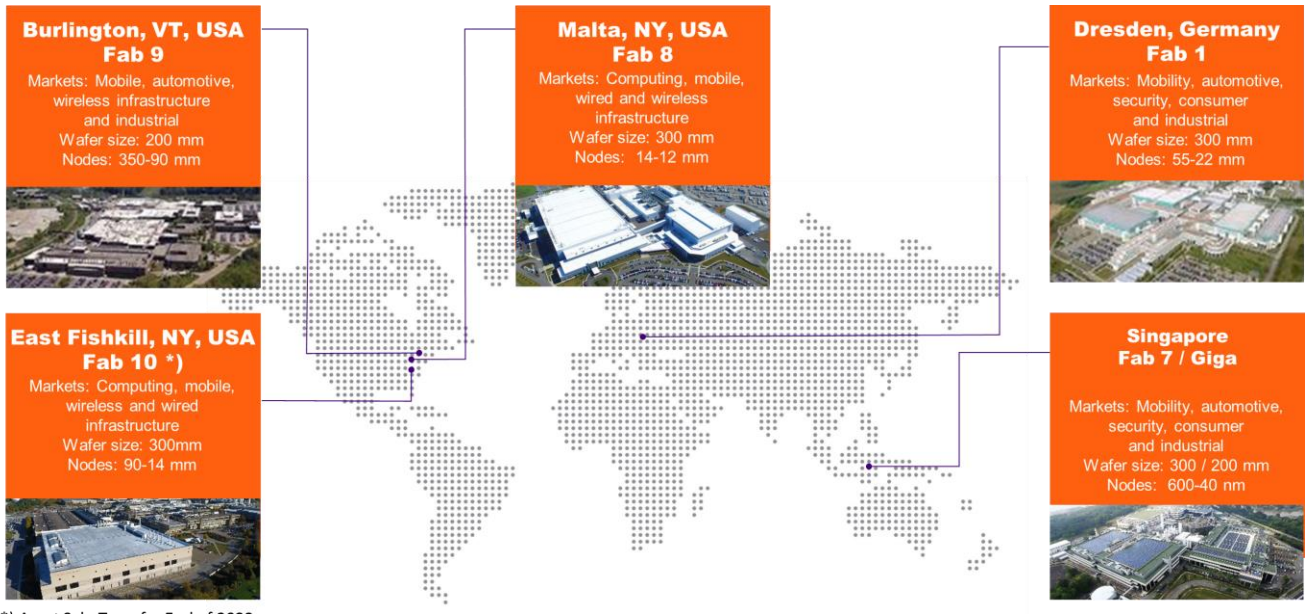 Burlington, VT, USA
Fab 9
Markets: Mobile, automotive,
wireless infrastructure
and industrial
Wafer size: 200 mm
Nodes: 350-90 mm
Malta, NY, USA
Fab 8
Markets: Computing, mobile,
wired and wireless
infrastructure
Wafer size: 300 mm
Nodes: 14-12 mm
Dresden, Germany
Fab 1
Markets: Mobility, automotive,
security, consumer
and industrial
Wafer size: 300 mm
Nodes: 55-22 mm
East Fishkill, NY, USA
Fab 10 *)
Markets: Computing, mobile,
wireless and wired
infrastructure
Wafer size: 300mm
Nodes: 90-14 mm
Singapore
Fab 7 / Giga
Markets: Mobility, automotive,
security, consumer
and industrial
Wafer size: 300 / 200 mm
Nodes: 600-40 nm